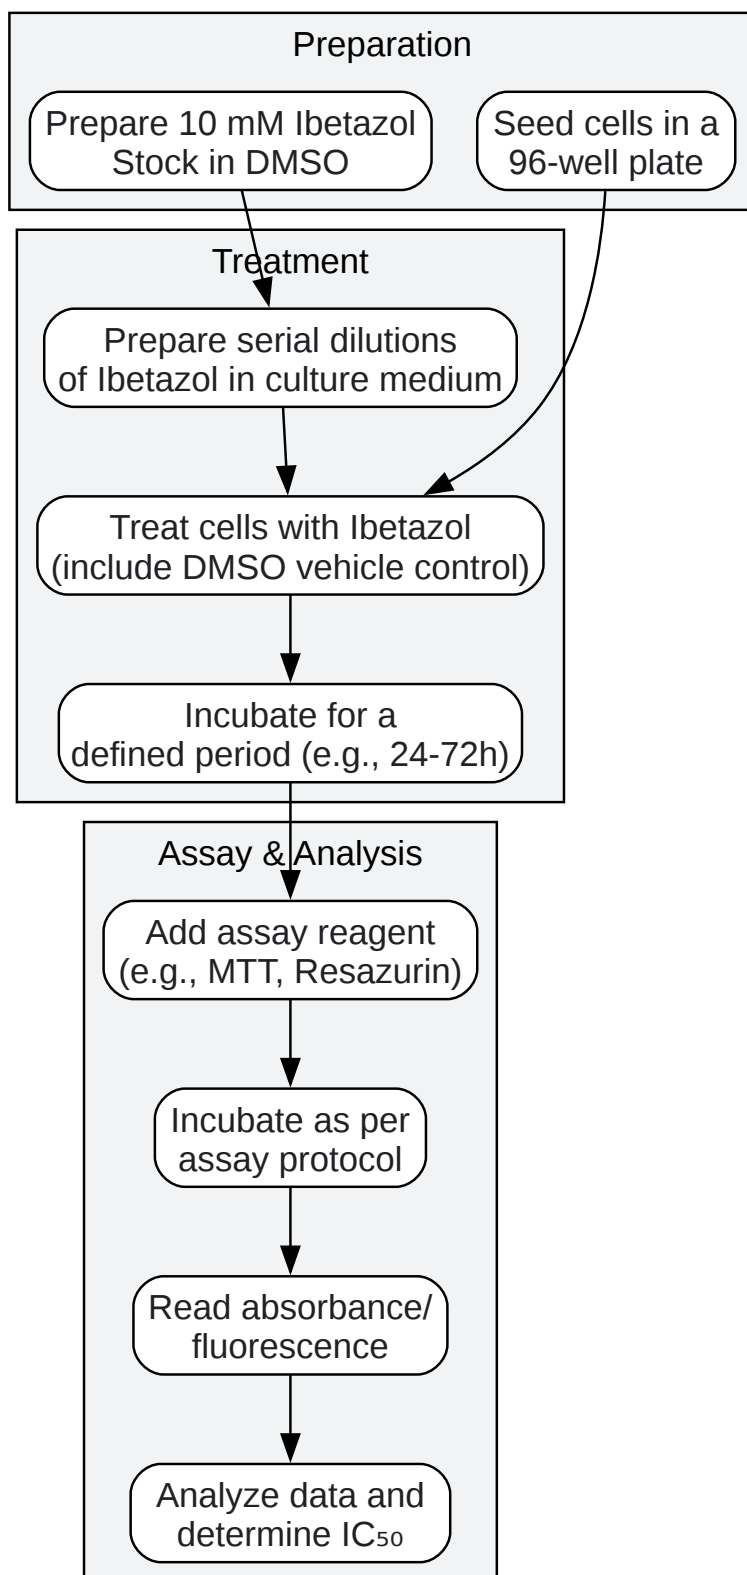 Preparation
Prepare 10 mM Ibetazol
Stock in DMSO
Seed cells in a
96-well plate
Treatment
Prepare serial dilutions
of Ibetazol in culture medium
Treat cells with Ibetazol
(include DMSO vehicle control)
Incubate for a
defined period (e.g., 24-72h)
Assay & Analysis
Add assay reagent
(e.g., MTT, Resazurin)
Incubate as per
assay protocol
Read absorbance/
fluorescence
Analyze data and
determine IC₅₀